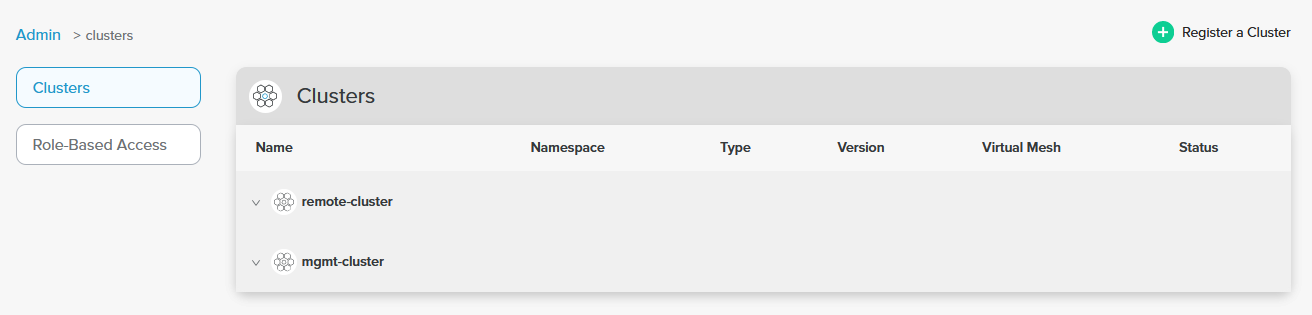 Admin > clusters
Register a Cluster
Clusters
Role-Based Access
Clusters
Name Namespace Type Version Virtual Mesh Status
remote-cluster
mgmt-cluster